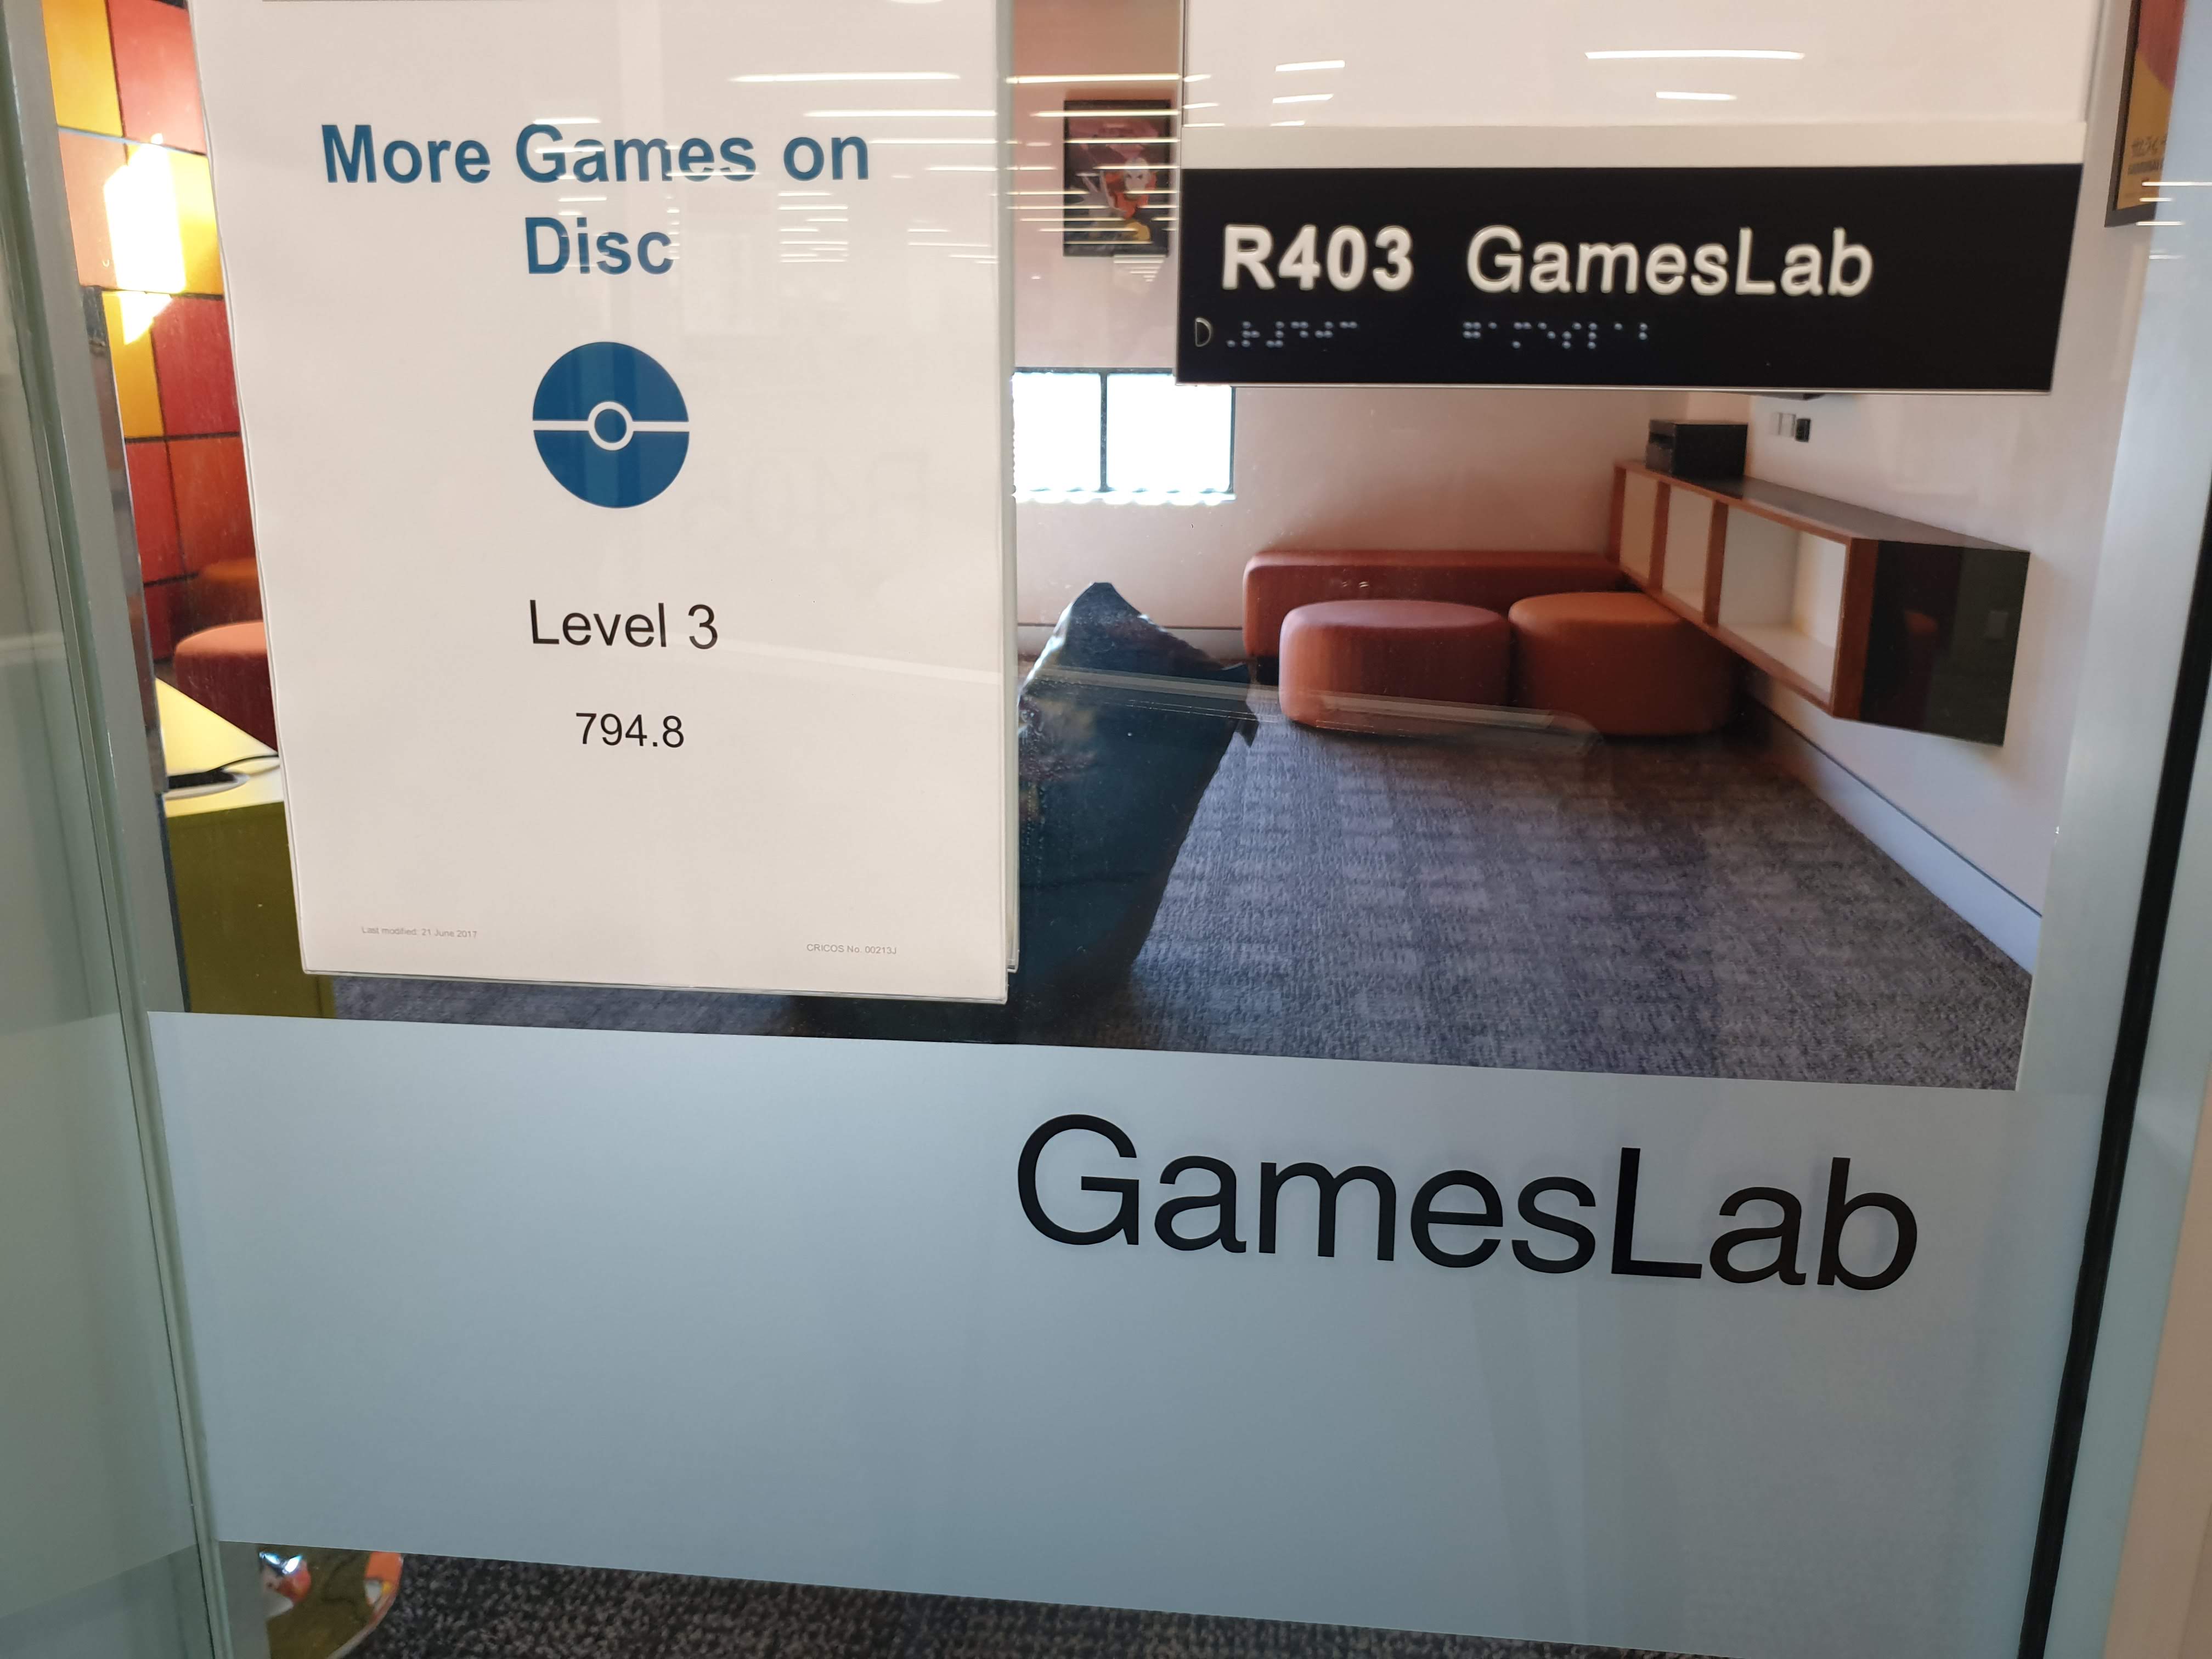 More Games on
Disc
Level 3
794.8
Last modified: 21 June 2017
CRICOS No. 00213J
R403 GamesLab
GamesLab